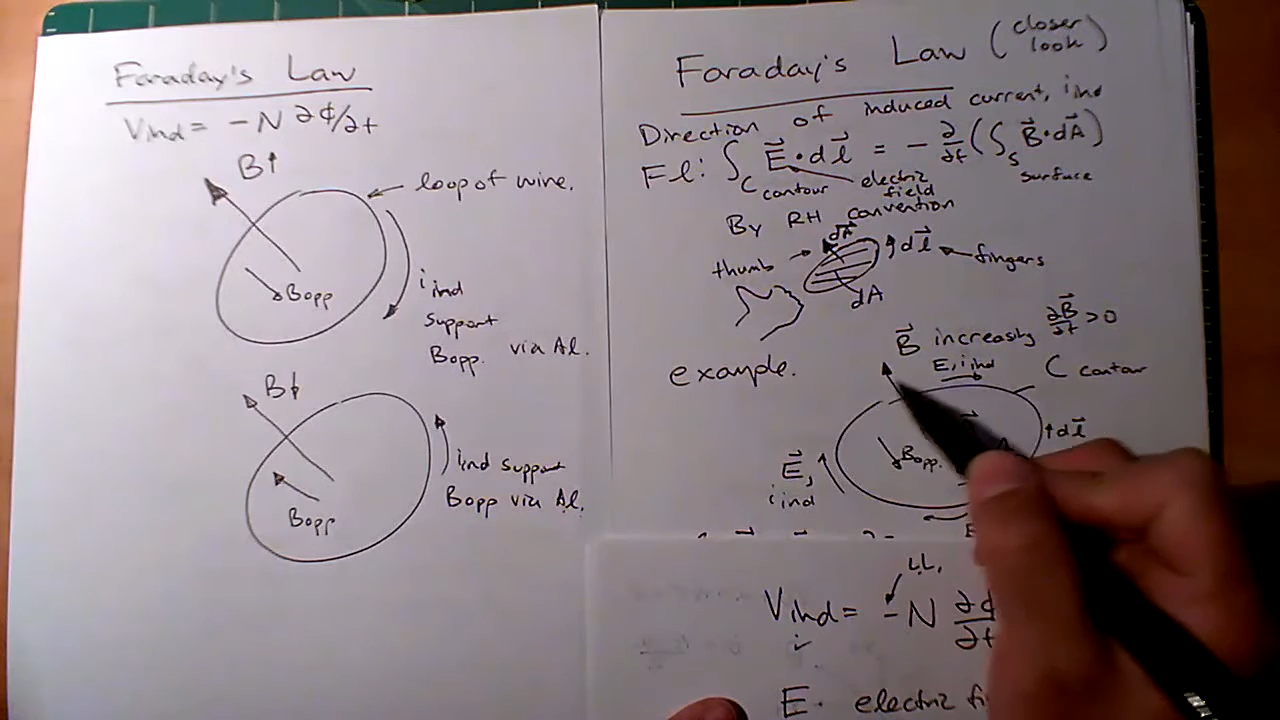 Faraday's Law
Vind = -N ∂¢/∂t
B↑
loop of wire.
Bopp
i ind
support
Bopp. via Al.
B↓
iind support
Bopp via Al.
Bopp
Faraday's Law (closer look)
Direction of induced current, i ind
Fl: ∫C E⃗·dl⃗ = - ∂/∂t (∫S B⃗·dA⃗)
contour
electric
field
surface
By RH convention
dA⃗
thumb
dl⃗
fingers
dA
B⃗ increasing ∂B⃗/∂t > 0
example.
E, i ind
C contour
dl⃗
Bopp.
E⃗,
i ind
L.L.
Vind = -N ∂¢/∂t
i
E. electric